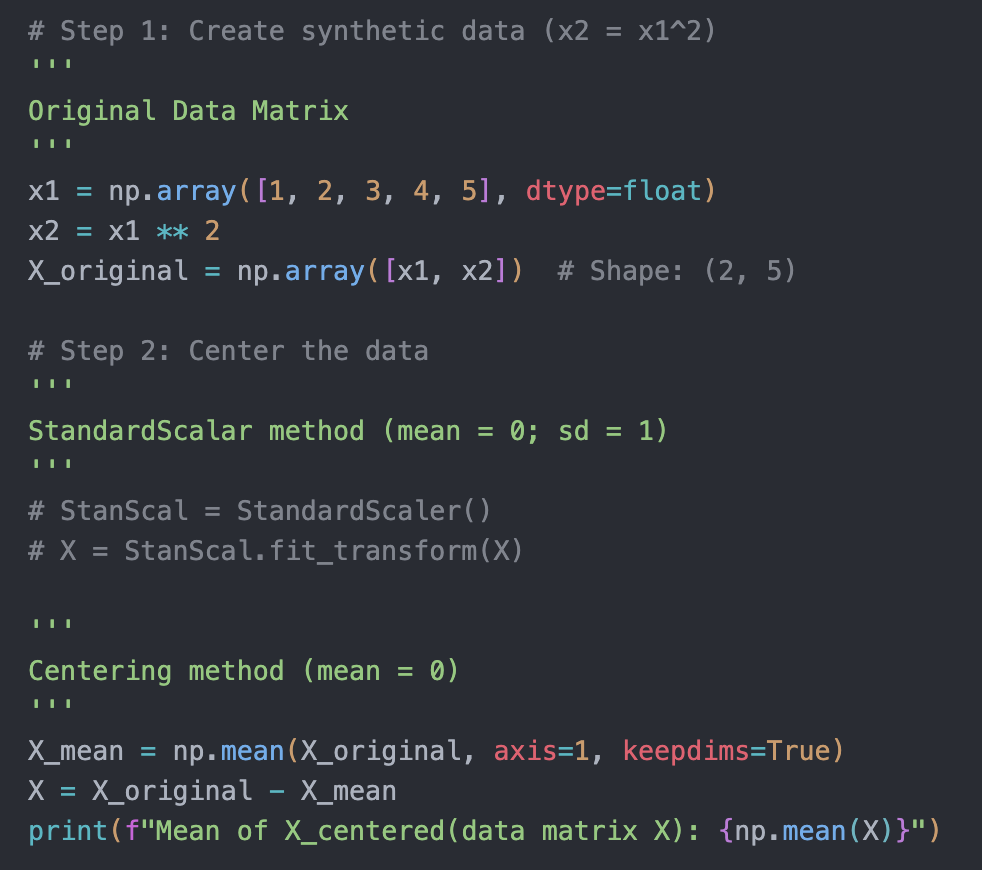 # Step 1: Create synthetic data (x2 = x1^2)
'''
Original Data Matrix
'''
x1 = np.array([1, 2, 3, 4, 5], dtype=float)
x2 = x1 ** 2
X_original = np.array([x1, x2])  # Shape: (2, 5)
# Step 2: Center the data
'''
StandardScalar method (mean = 0; sd = 1)
'''
# StanScal = StandardScaler()
# X = StanScal.fit_transform(X)
'''
Centering method (mean = 0)
'''
X_mean = np.mean(X_original, axis=1, keepdims=True)
X = X_original - X_mean
print(f"Mean of X_centered(data matrix X): {np.mean(X)}")